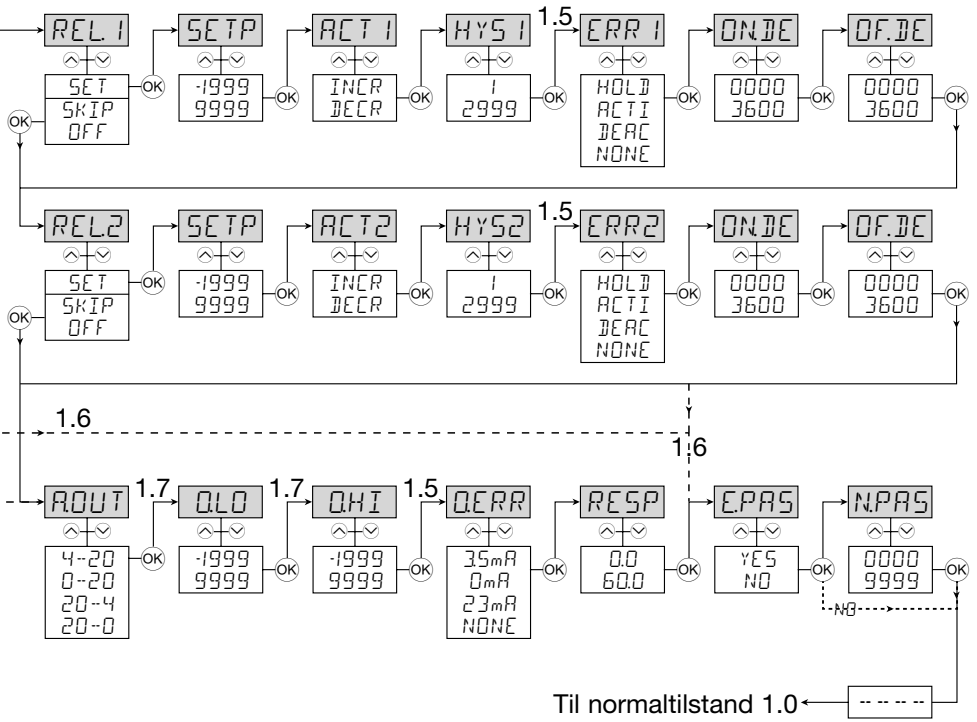 1.5
REL.1 SETP ACT1 HYS1 ERR1 ON.DE OF.DE
SET -1999 INCR 1 HOLD 0000 0000
SKIP 9999 DECR 2999 ACTI 3600 3600
OFF DEAC
NONE
OK OK OK OK OK OK OK OK
1.5
REL.2 SETP ACT2 HYS2 ERR2 ON.DE OF.DE
SET -1999 INCR 1 HOLD 0000 0000
SKIP 9999 DECR 2999 ACTI 3600 3600
OFF DEAC
NONE
OK OK OK OK OK OK OK OK
1.6
1.6
1.7 1.7 1.5
A.OUT O.LO O.HI O.ERR RESP E.PAS N.PAS
4--20 -1999 -1999 3.5mA 0.0 YES 0000
0--20 9999 9999 0mA 60.0 NO 9999
20--4 23mA
20--0 NONE
OK OK OK OK OK OK OK
NO
Til normaltilstand 1.0 -- -- -- --